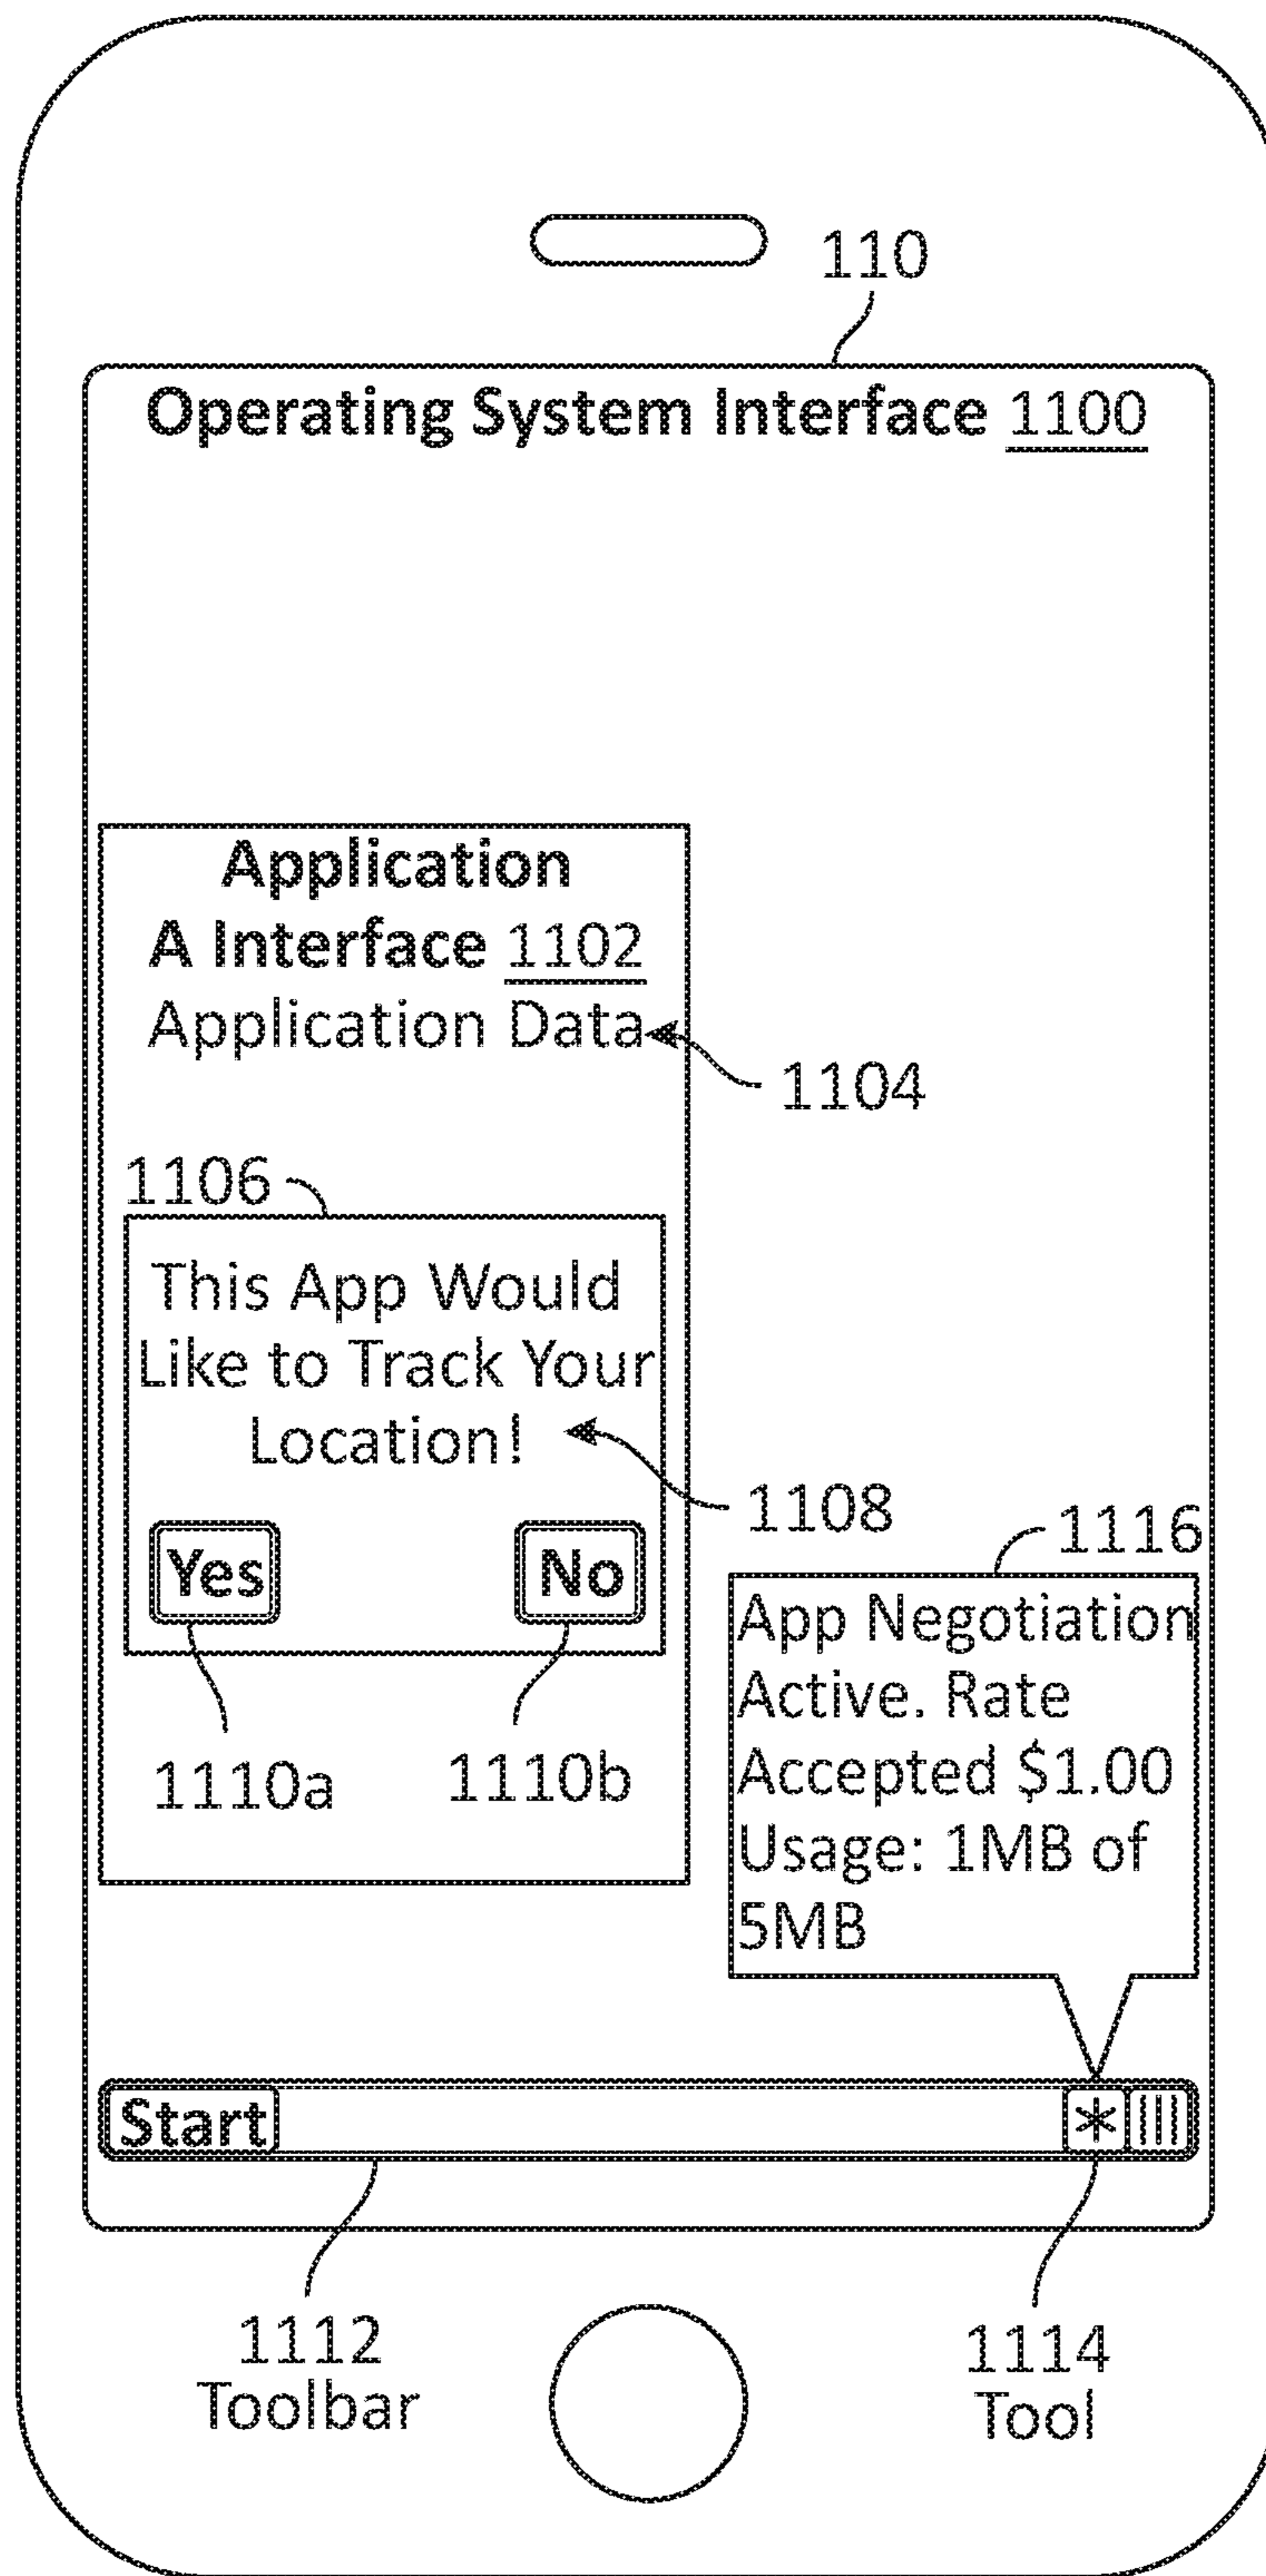 110
Operating System Interface 1100
Application
A Interface 1102
Application Data
1104
1106
This App Would
Like to Track Your
Location!
1108
Yes
No
1110a
1110b
1116
App Negotiation
Active. Rate
Accepted $1.00
Usage: 1MB of
5MB
Start
*
1112
Toolbar
1114
Tool